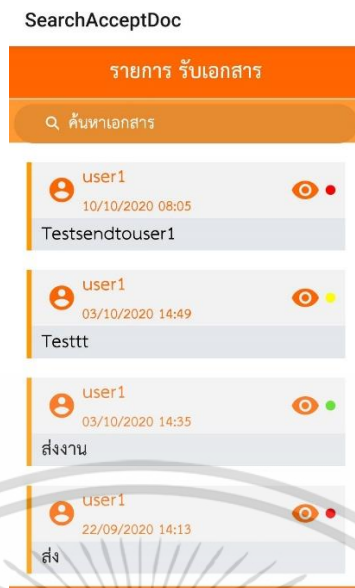 SearchAcceptDoc
รายการ รับเอกสาร
ค้นหาเอกสาร
user1
10/10/2020 08:05
Testsendtouser1
user1
03/10/2020 14:49
Testtt
user1
03/10/2020 14:35
ส่งงาน
user1
22/09/2020 14:13
ส่ง